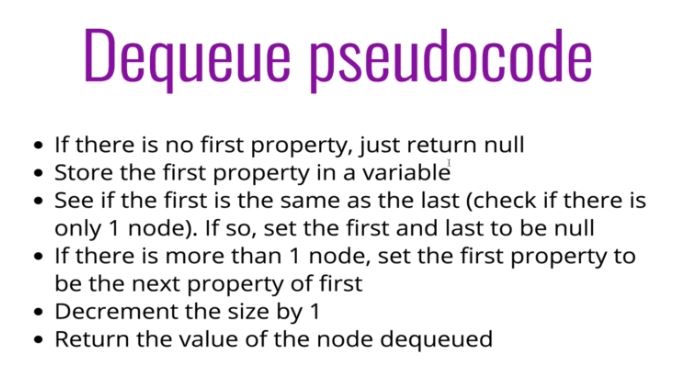 Dequeue pseudocode
• If there is no first property, just return null
• Store the first property in a variable
• See if the first is the same as the last (check if there is
only 1 node). If so, set the first and last to be null
• If there is more than 1 node, set the first property to
be the next property of first
• Decrement the size by 1
• Return the value of the node dequeued